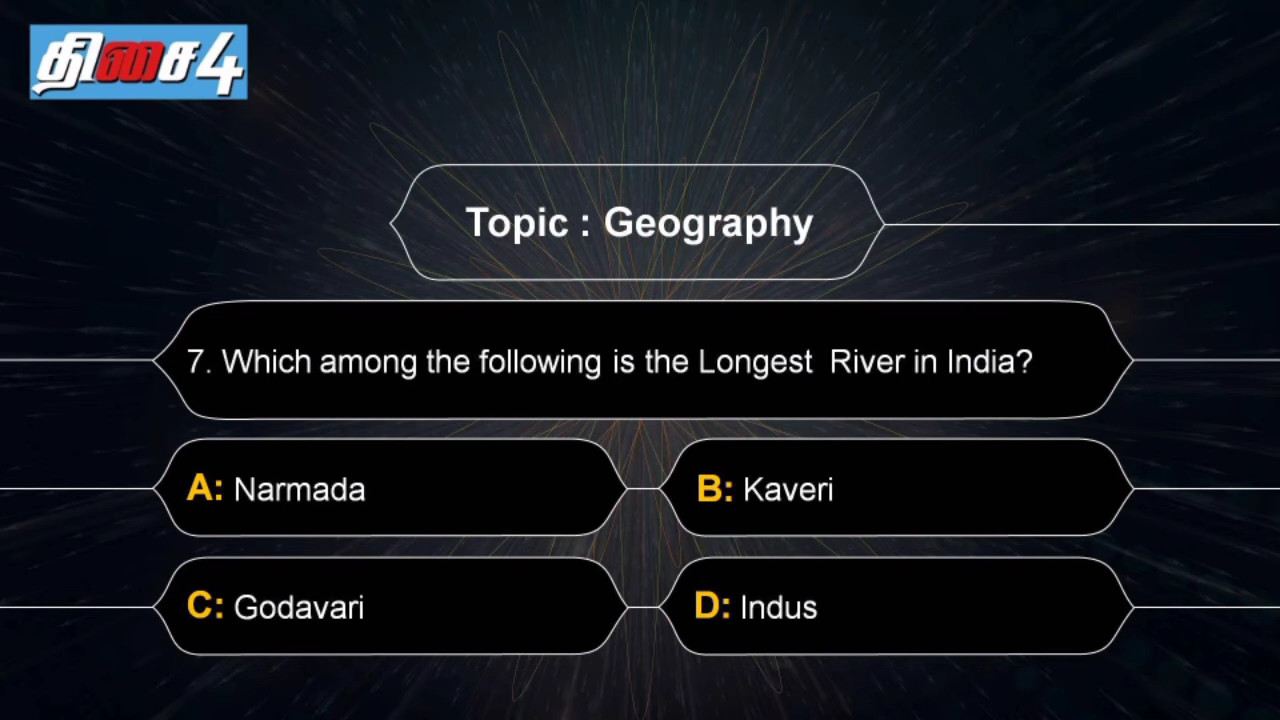 திசை4
Topic : Geography
7. Which among the following is the Longest River in India?
A: Narmada
B: Kaveri
C: Godavari
D: Indus